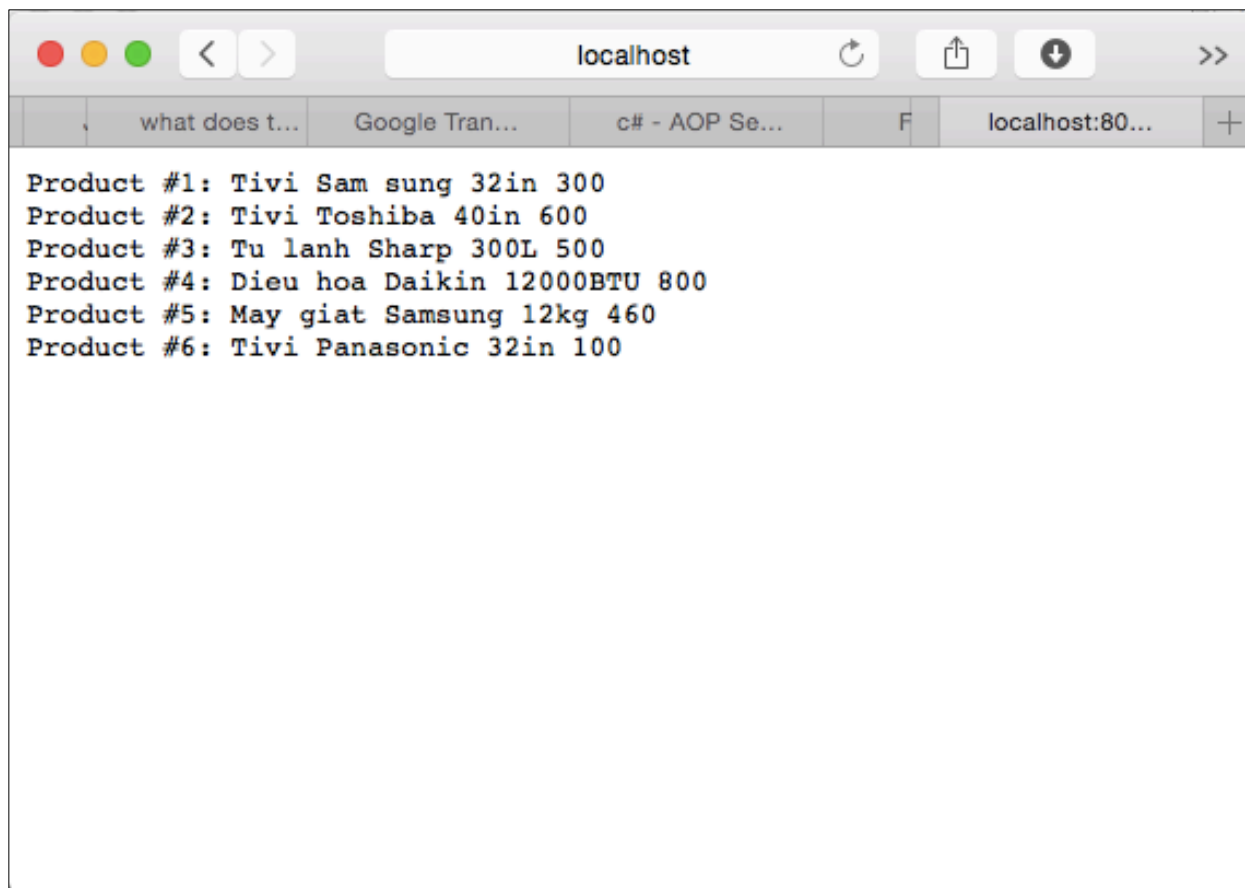 localhost
what does t...
Google Tran...
c# - AOP Se...
F
localhost:80...
Product #1: Tivi Sam sung 32in 300
Product #2: Tivi Toshiba 40in 600
Product #3: Tu lanh Sharp 300L 500
Product #4: Dieu hoa Daikin 12000BTU 800
Product #5: May giat Samsung 12kg 460
Product #6: Tivi Panasonic 32in 100